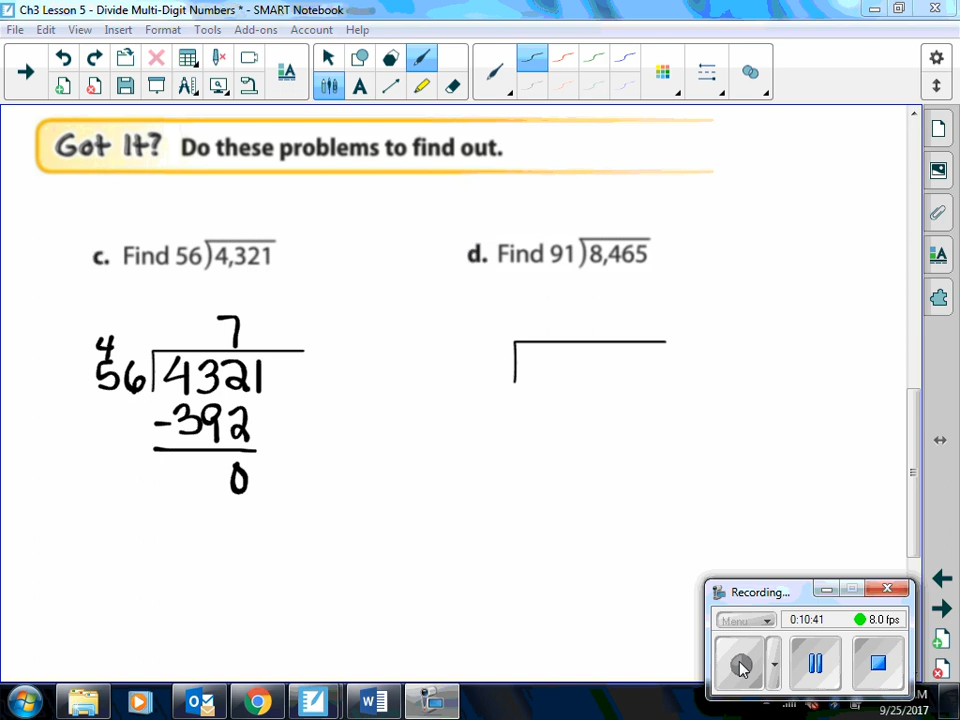 Ch3 Lesson 5 - Divide Multi-Digit Numbers * - SMART Notebook
File Edit View Insert Format Tools Add-ons Account Help
Got It? Do these problems to find out.
c. Find 56)4,321
d. Find 91)8,465
7
4
56)4321
-392
0
Recording...
Menu
0:10:41
8.0 fps
9/25/2017